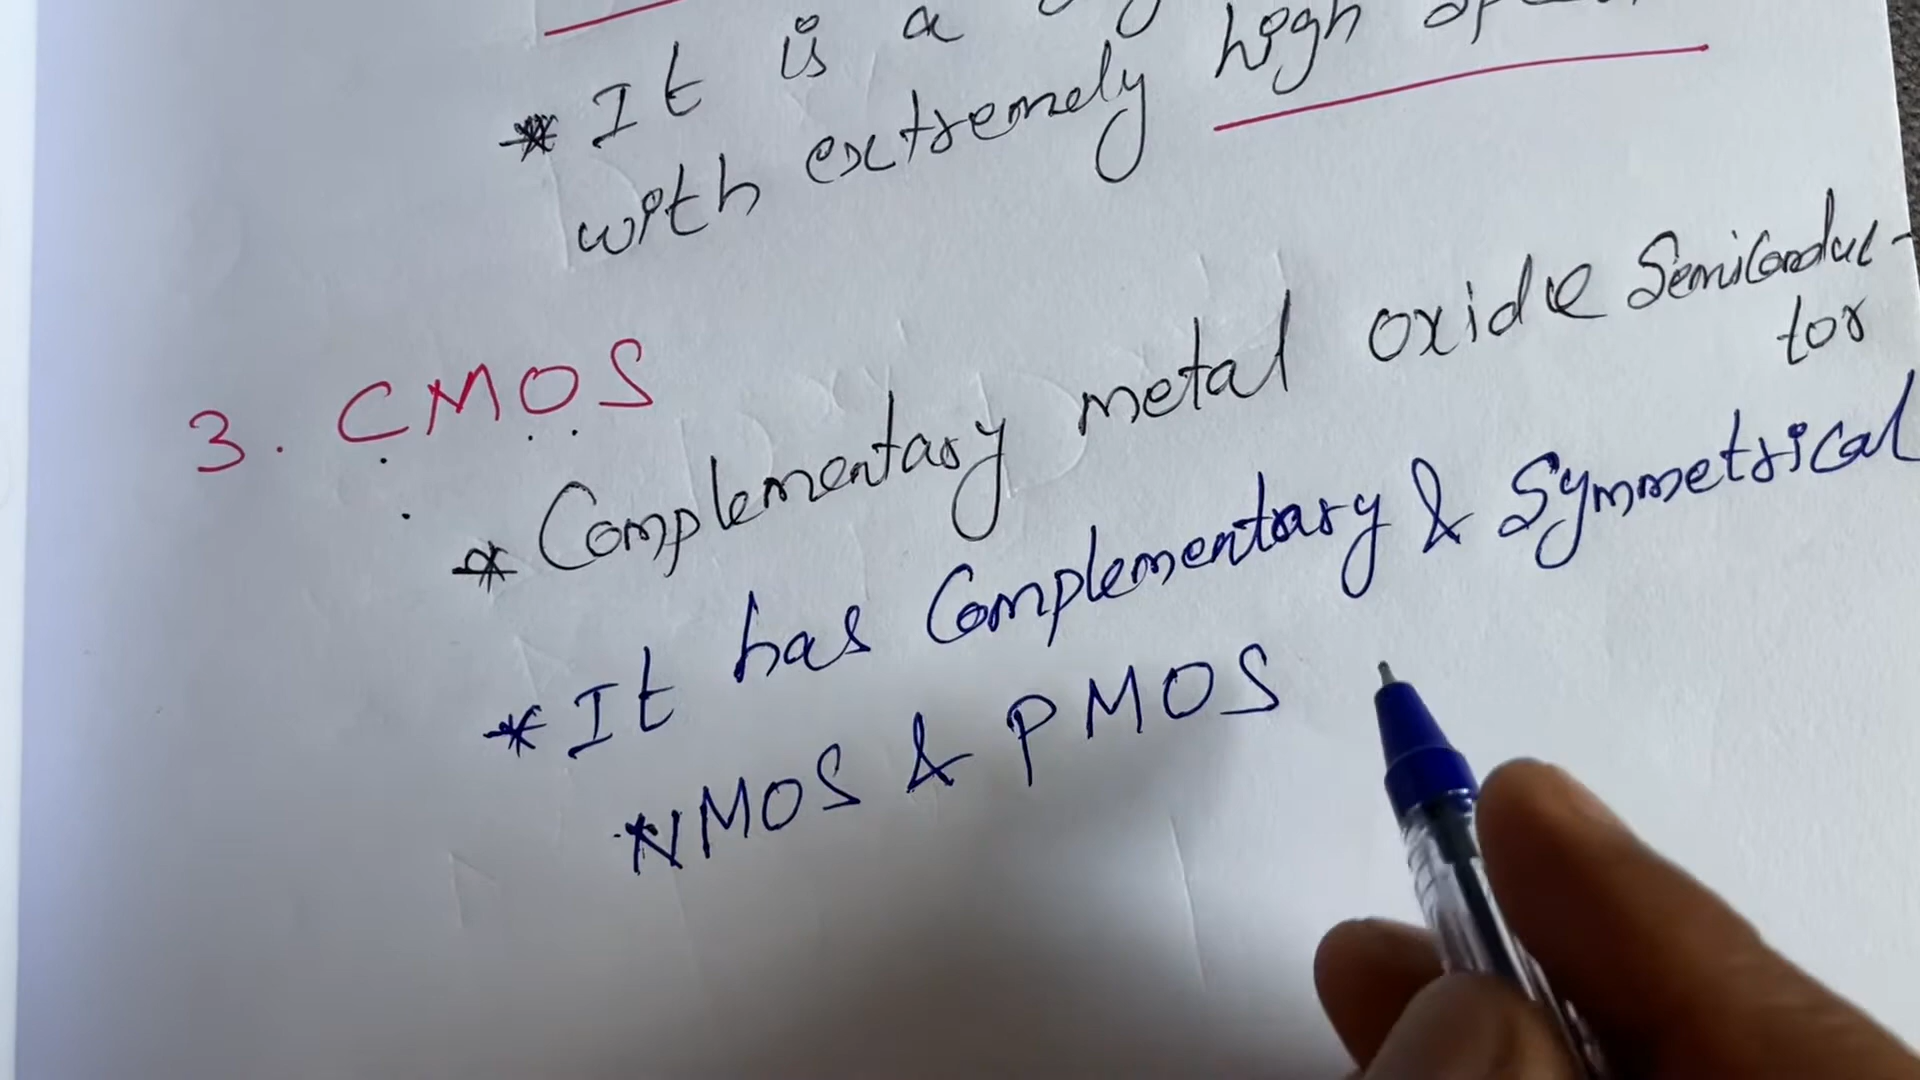 * It is a
with extremely high
3. CMOS
* Complementary metal oxide Semiconduc-
tor
* It has Complementary & Symmetrical
NMOS & PMOS